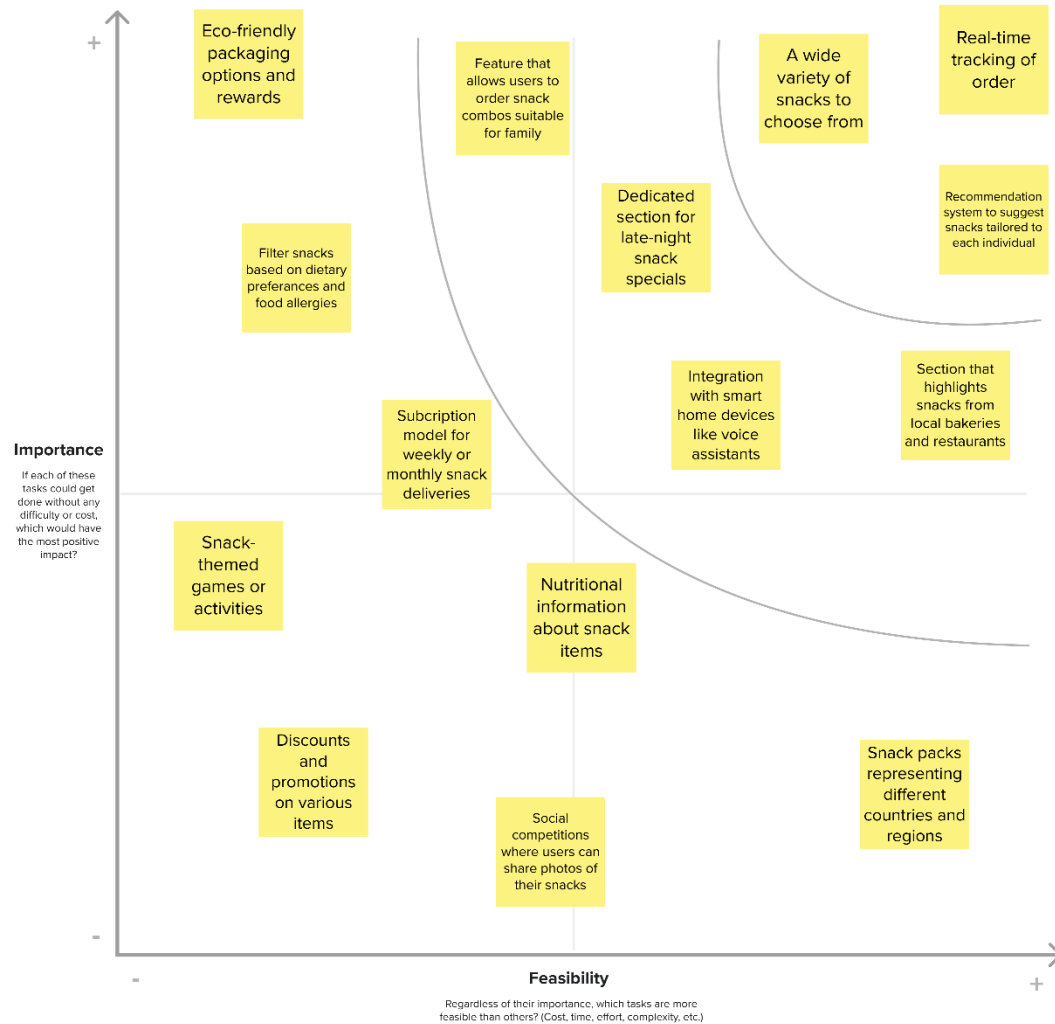 +
Eco-friendly
packaging
options and
rewards
Feature that
allows users to
order snack
combos suitable
for family
A wide
variety of
snacks to
choose from
Real-time
tracking of
order
Recommendation
system to suggest
snacks tailored to
each individual
Dedicated
section for
late-night
snack
specials
Filter snacks
based on dietary
preferances and
food allergies
Integration
with smart
home devices
like voice
assistants
Section that
highlights
snacks from
local bakeries
and restaurants
Subcription
model for
weekly or
monthly snack
deliveries
Importance
If each of these
tasks could get
done without any
difficulty or cost,
which would have
the most positive
impact?
Snack-
themed
games or
activities
Nutritional
information
about snack
items
Discounts
and
promotions
on various
items
Social
competitions
where users can
share photos of
their snacks
Snack packs
representing
different
countries and
regions
-
-
Feasibility
+
Regardless of their importance, which tasks are more
feasible than others? (Cost, time, effort, complexity, etc.)